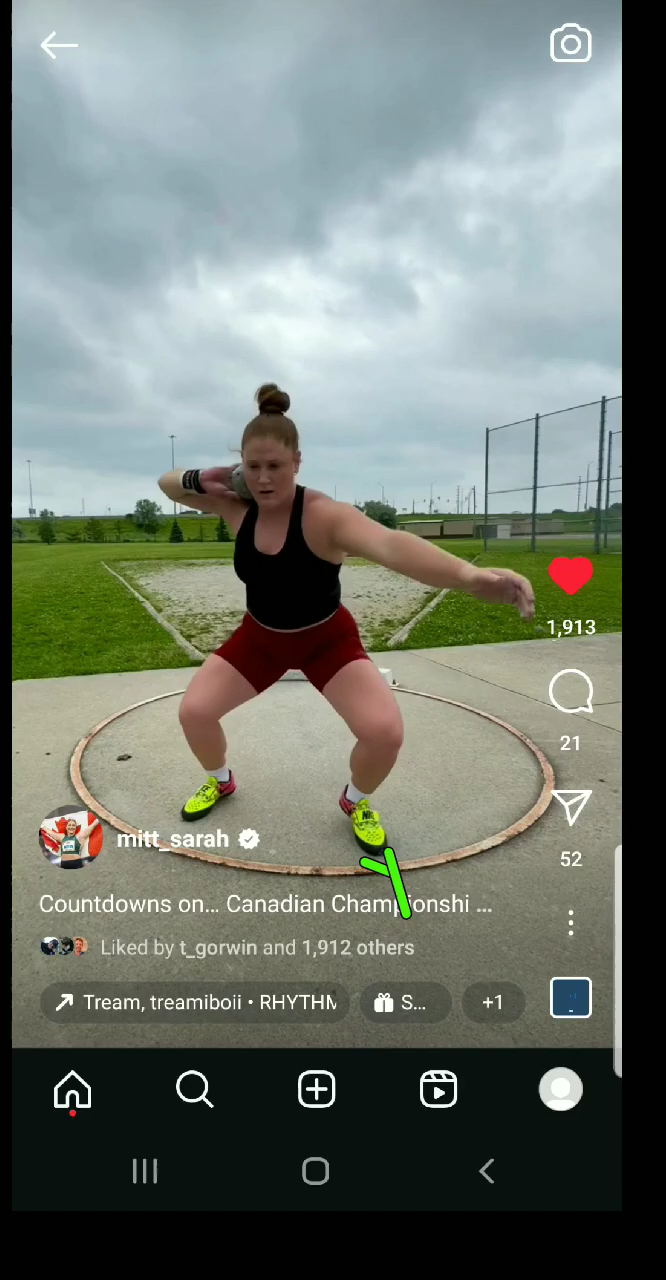 1,913
21
mitt_sarah
52
Countdowns on... Canadian Championshi ...
Liked by t_gorwin and 1,912 others
Tream, treamiboii • RHYTHM
S...
+1